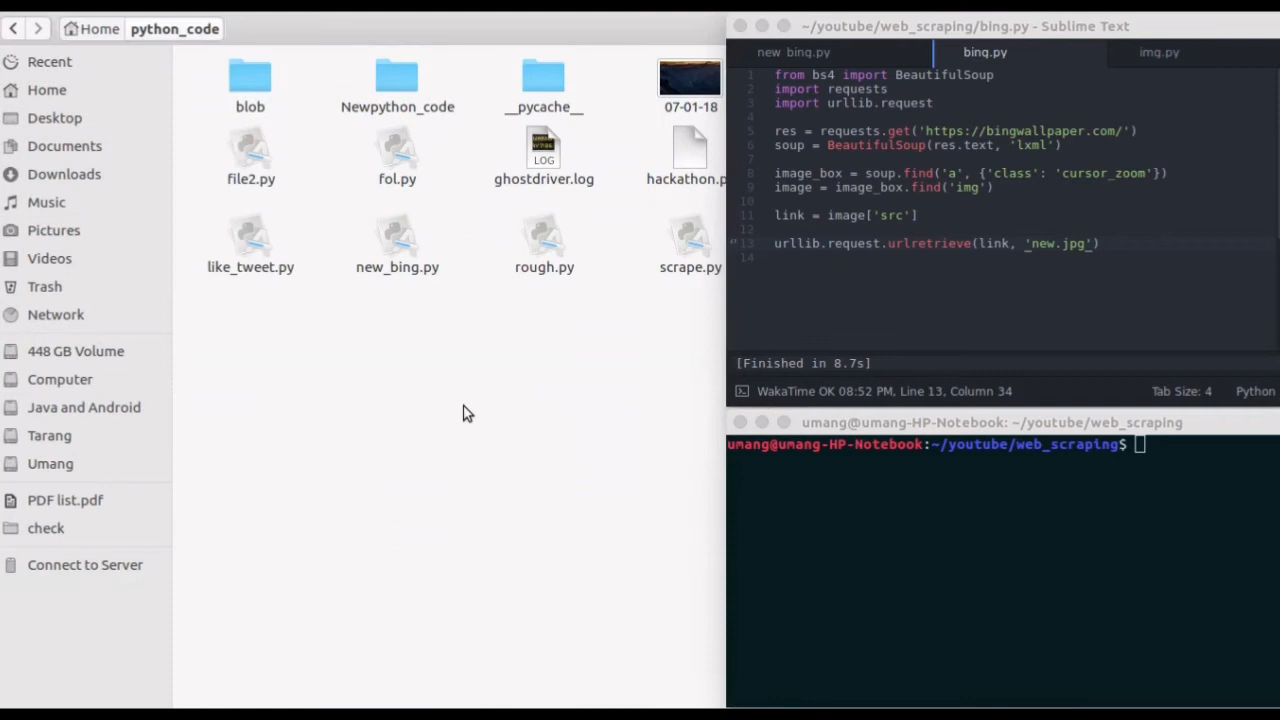 Home python_code
Recent
Home
Desktop
Documents
Downloads
Music
Pictures
Videos
Trash
Network
448 GB Volume
Computer
Java and Android
Tarang
Umang
PDF list.pdf
check
Connect to Server
blob Newpython_code __pycache__ 07-01-18
LOG
file2.py fol.py ghostdriver.log hackathon.p
like_tweet.py new_bing.py rough.py scrape.py
~/youtube/web_scraping/bing.py - Sublime Text
new bing.py bing.py img.py
1 from bs4 import BeautifulSoup
2 import requests
3 import urllib.request
4
5 res = requests.get('https://bingwallpaper.com/')
6 soup = BeautifulSoup(res.text, 'lxml')
7
8 image_box = soup.find('a', {'class': 'cursor_zoom'})
9 image = image_box.find('img')
10
11 link = image['src']
12
13 urllib.request.urlretrieve(link, 'new.jpg')
14
[Finished in 8.7s]
WakaTime OK 08:52 PM, Line 13, Column 34 Tab Size: 4 Python
umang@umang-HP-Notebook: ~/youtube/web_scraping
umang@umang-HP-Notebook:~/youtube/web_scraping$